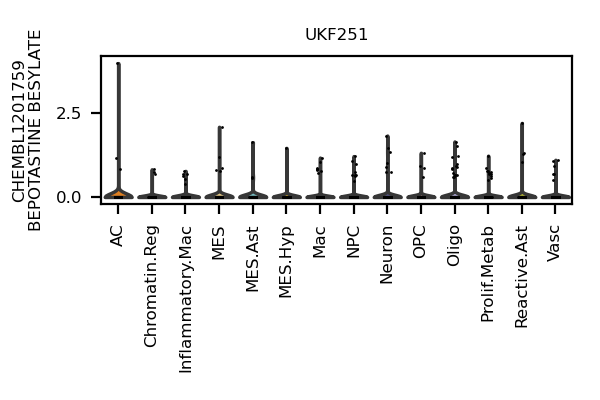 UKF251
CHEMBL1201759
BEPOTASTINE BESYLATE
2.5
0.0
AC
Chromatin.Reg
Inflammatory.Mac
MES
MES.Ast
MES.Hyp
Mac
NPC
Neuron
OPC
Oligo
Prolif.Metab
Reactive.Ast
Vasc